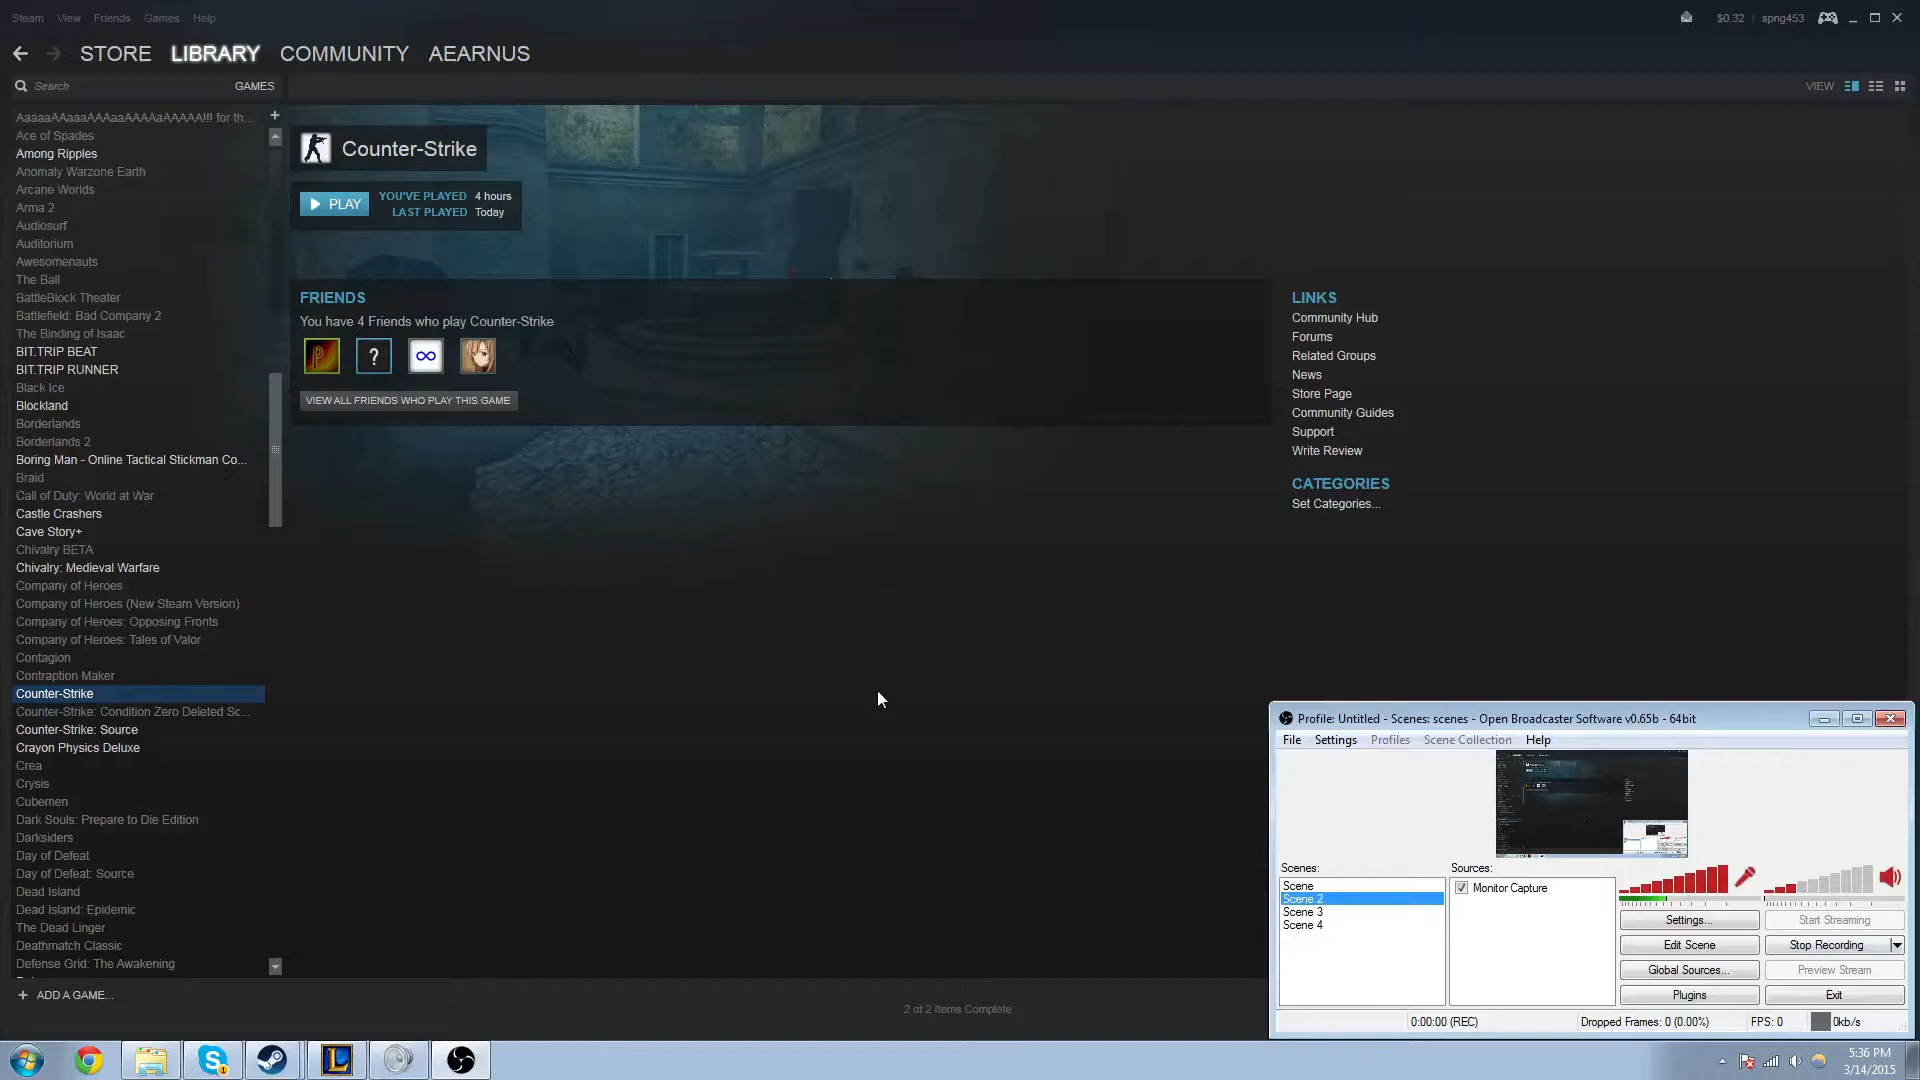 Steam View Friends Games Help
$0.32 | spng453
STORE LIBRARY COMMUNITY AEARNUS
Search GAMES
VIEW
AaaaaAAaaaAAAaaAAAAaAAAAA!!! for th...
Ace of Spades
Among Ripples
Anomaly Warzone Earth
Arcane Worlds
Arma 2
Audiosurf
Auditorium
Awesomenauts
The Ball
BattleBlock Theater
Battlefield: Bad Company 2
The Binding of Isaac
BIT.TRIP BEAT
BIT.TRIP RUNNER
Black Ice
Blockland
Borderlands
Borderlands 2
Boring Man - Online Tactical Stickman Co...
Braid
Call of Duty: World at War
Castle Crashers
Cave Story+
Chivalry BETA
Chivalry: Medieval Warfare
Company of Heroes
Company of Heroes (New Steam Version)
Company of Heroes: Opposing Fronts
Company of Heroes: Tales of Valor
Contagion
Contraption Maker
Counter-Strike
Counter-Strike: Condition Zero Deleted Sc...
Counter-Strike: Source
Crayon Physics Deluxe
Crea
Crysis
Cubemen
Dark Souls: Prepare to Die Edition
Darksiders
Day of Defeat
Day of Defeat: Source
Dead Island
Dead Island: Epidemic
The Dead Linger
Deathmatch Classic
Defense Grid: The Awakening
+ ADD A GAME...
Counter-Strike
PLAY
YOU'VE PLAYED 4 hours
LAST PLAYED Today
FRIENDS
You have 4 Friends who play Counter-Strike
VIEW ALL FRIENDS WHO PLAY THIS GAME
LINKS
Community Hub
Forums
Related Groups
News
Store Page
Community Guides
Support
Write Review
CATEGORIES
Set Categories...
2 of 2 Items Complete
Profile: Untitled - Scenes: scenes - Open Broadcaster Software v0.65b - 64bit
File Settings Profiles Scene Collection Help
Scenes:
Scene
Scene 2
Scene 3
Scene 4
Sources:
Monitor Capture
Settings... Start Streaming
Edit Scene Stop Recording
Global Sources... Preview Stream
Plugins Exit
0:00:00 (REC) Dropped Frames: 0 (0.00%) FPS: 0 0kb/s
5:36 PM
3/14/2015